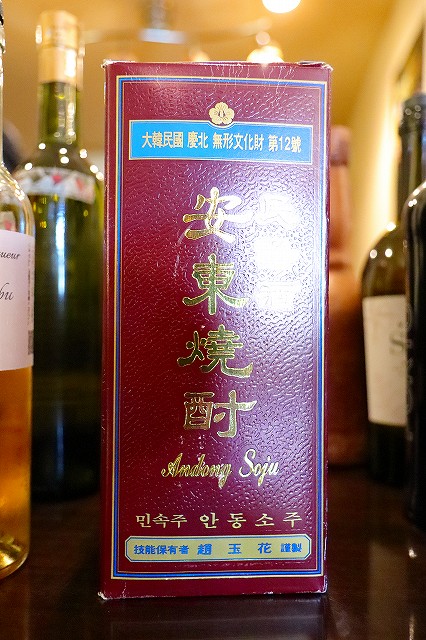 大韓民國 慶北 無形文化財 第12號
安東燒酎
Andong Soju
민속주 안동소주
技能保有者 趙玉花 謹製
ueur
bu